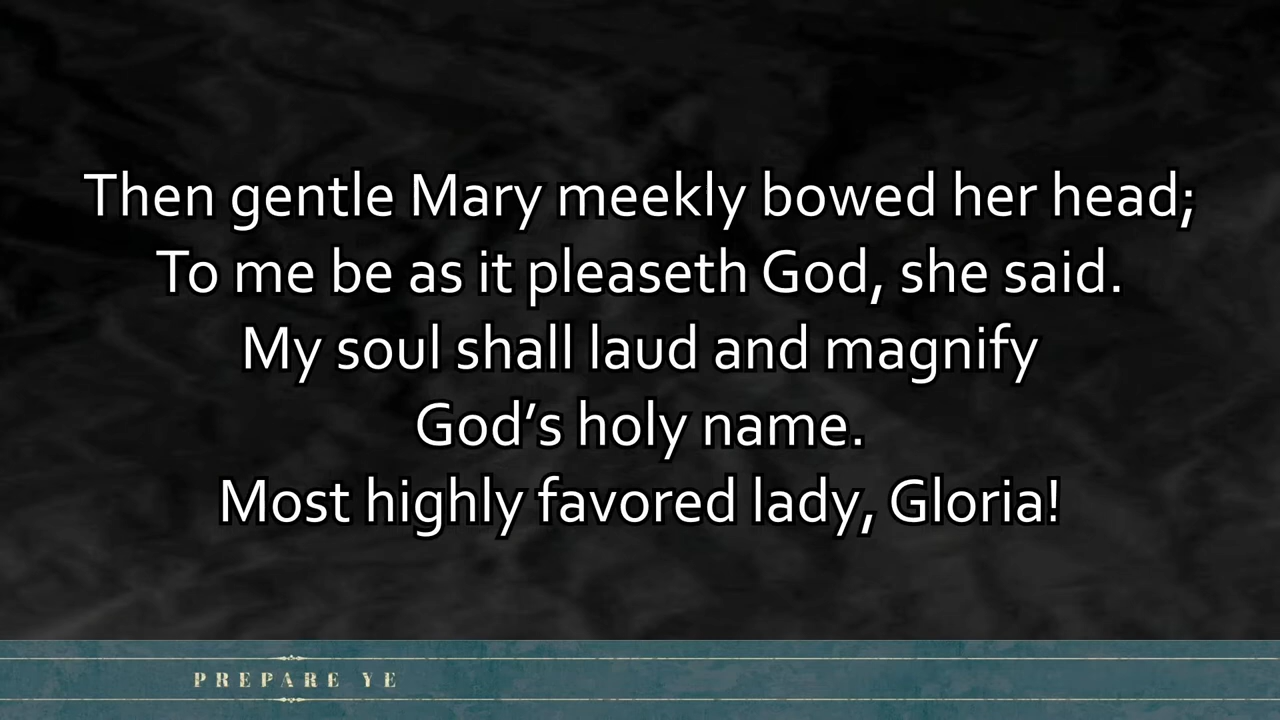 Then gentle Mary meekly bowed her head;
To me be as it pleaseth God, she said.
My soul shall laud and magnify
God’s holy name.
Most highly favored lady, Gloria!
PREPARE YE